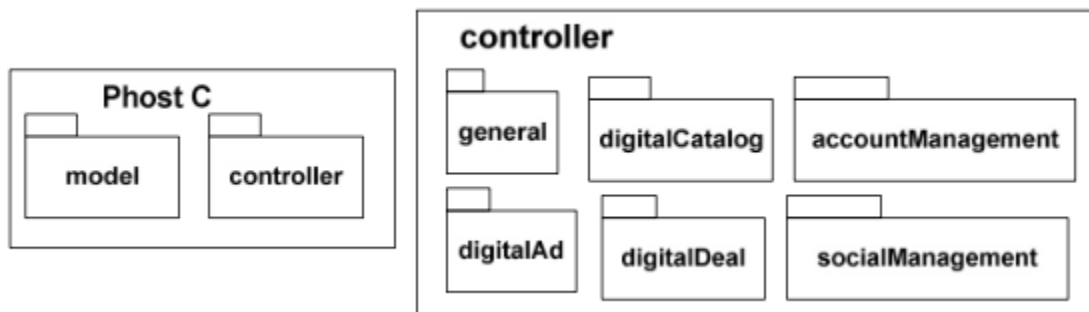 Phost C
model
controller
controller
general
digitalCatalog
accountManagement
digitalAd
digitalDeal
socialManagement